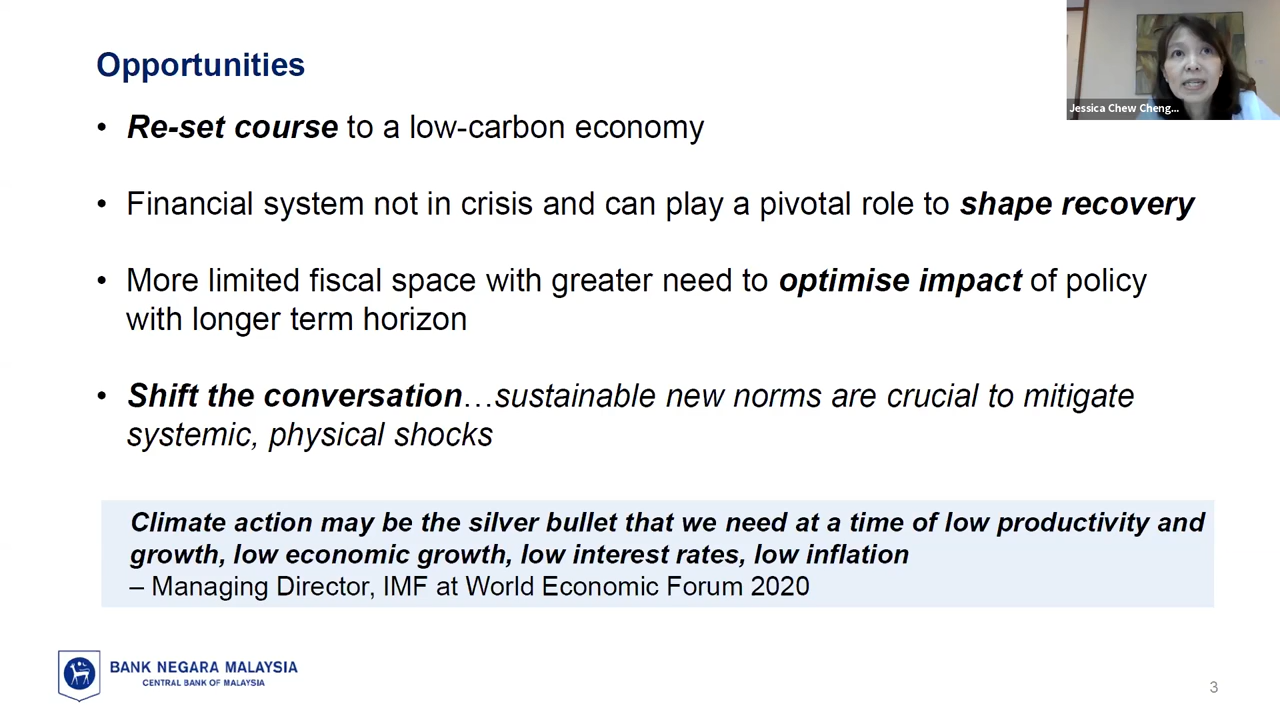 Opportunities
Jessica Chew Cheng...
• Re-set course to a low-carbon economy
• Financial system not in crisis and can play a pivotal role to shape recovery
• More limited fiscal space with greater need to optimise impact of policy
with longer term horizon
• Shift the conversation…sustainable new norms are crucial to mitigate
systemic, physical shocks
Climate action may be the silver bullet that we need at a time of low productivity and
growth, low economic growth, low interest rates, low inflation
– Managing Director, IMF at World Economic Forum 2020
BANK NEGARA MALAYSIA
CENTRAL BANK OF MALAYSIA
3